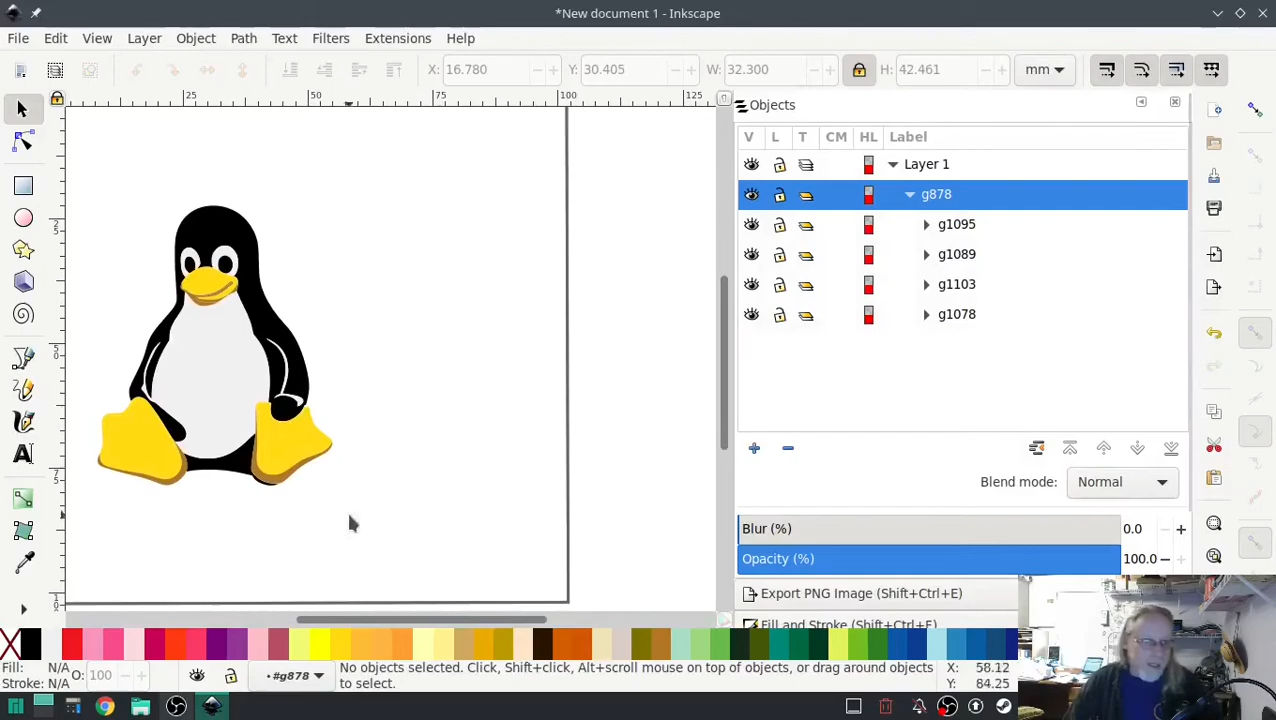 *New document 1 - Inkscape
File Edit View Layer Object Path Text Filters Extensions Help
X: 16.780 Y: 30.405 W: 32.300 H: 42.461 mm
25 50 75 100 125
Objects
V L T CM HL Label
Layer 1
g878
g1095
g1089
g1103
g1078
Blend mode: Normal
Blur (%) 0.0
Opacity (%) 100.0
Export PNG Image (Shift+Ctrl+E)
Fill and Stroke (Shift+Ctrl+F)
Fill: N/A O: 100 #g878 No objects selected. Click, Shift+click, Alt+scroll mouse on top of objects, or drag around objects X: 58.12
Stroke: N/A to select. Y: 84.25